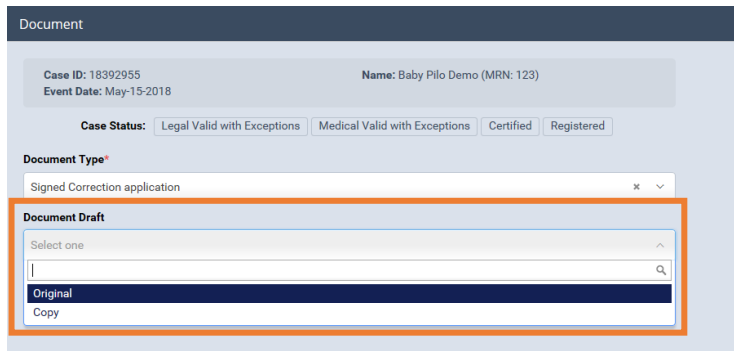 Document
Case ID: 18392955 Name: Baby Pilo Demo (MRN: 123)
Event Date: May-15-2018
Case Status: Legal Valid with Exceptions Medical Valid with Exceptions Certified Registered
Document Type*
Signed Correction application
Document Draft
Select one
Original
Copy